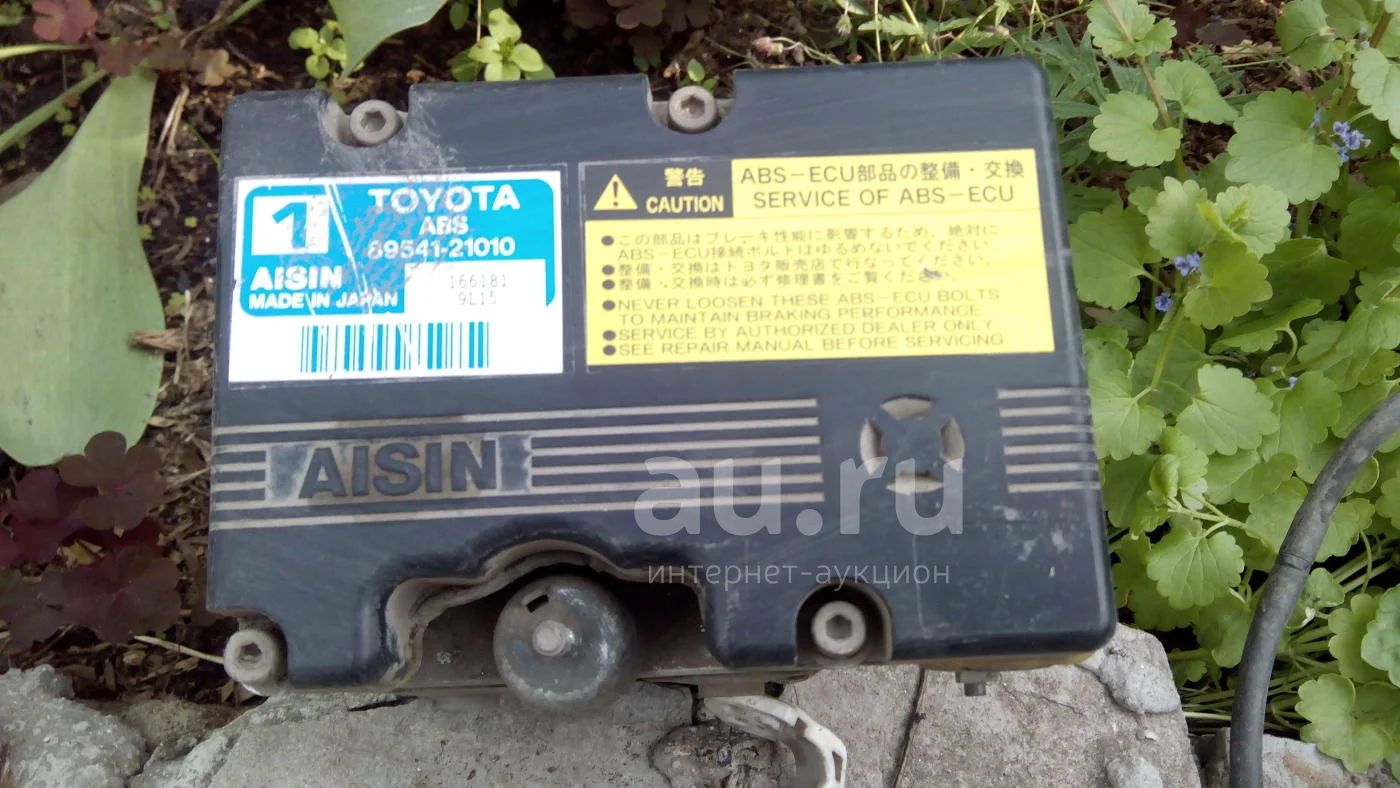 1
TOYOTA
ABS
89541-21010
AISIN
MADE IN JAPAN
166181
9L15
警告
CAUTION
ABS-ECU部品の整備・交換
SERVICE OF ABS-ECU
●この部品はブレーキ性能に影響するため、絶対に
ABS-ECU接続ボルトはゆるめないでください。
●整備・交換はトヨタ販売店で行なってください。
●整備・交換時は必ず修理書をご覧ください。
●NEVER LOOSEN THESE ABS-ECU BOLTS
TO MAINTAIN BRAKING PERFORMANCE.
●SERVICE BY AUTHORIZED DEALER ONLY.
●SEE REPAIR MANUAL BEFORE SERVICING
AISIN
au.ru
интернет-аукцион